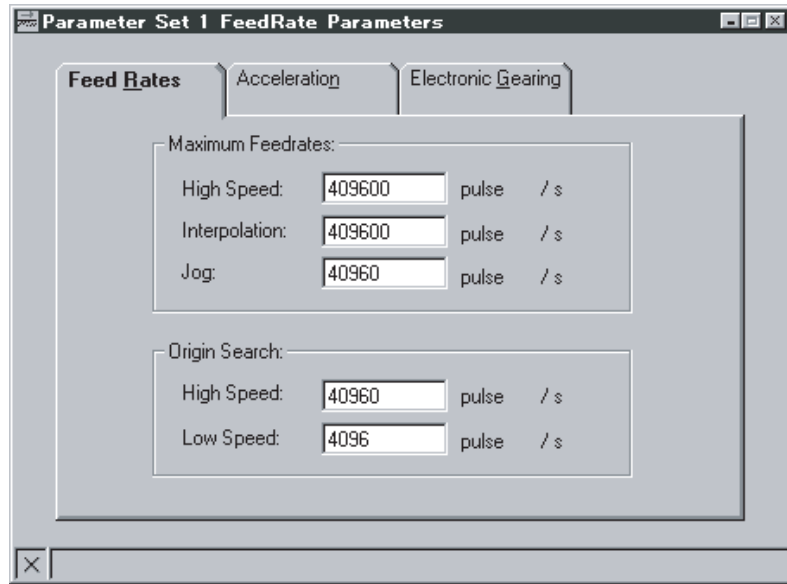 Parameter Set 1 FeedRate Parameters
Feed Rates
Acceleration
Electronic Gearing
Maximum Feedrates:
High Speed: 409600 pulse / s
Interpolation: 409600 pulse / s
Jog: 40960 pulse / s
Origin Search:
High Speed: 40960 pulse / s
Low Speed: 4096 pulse / s